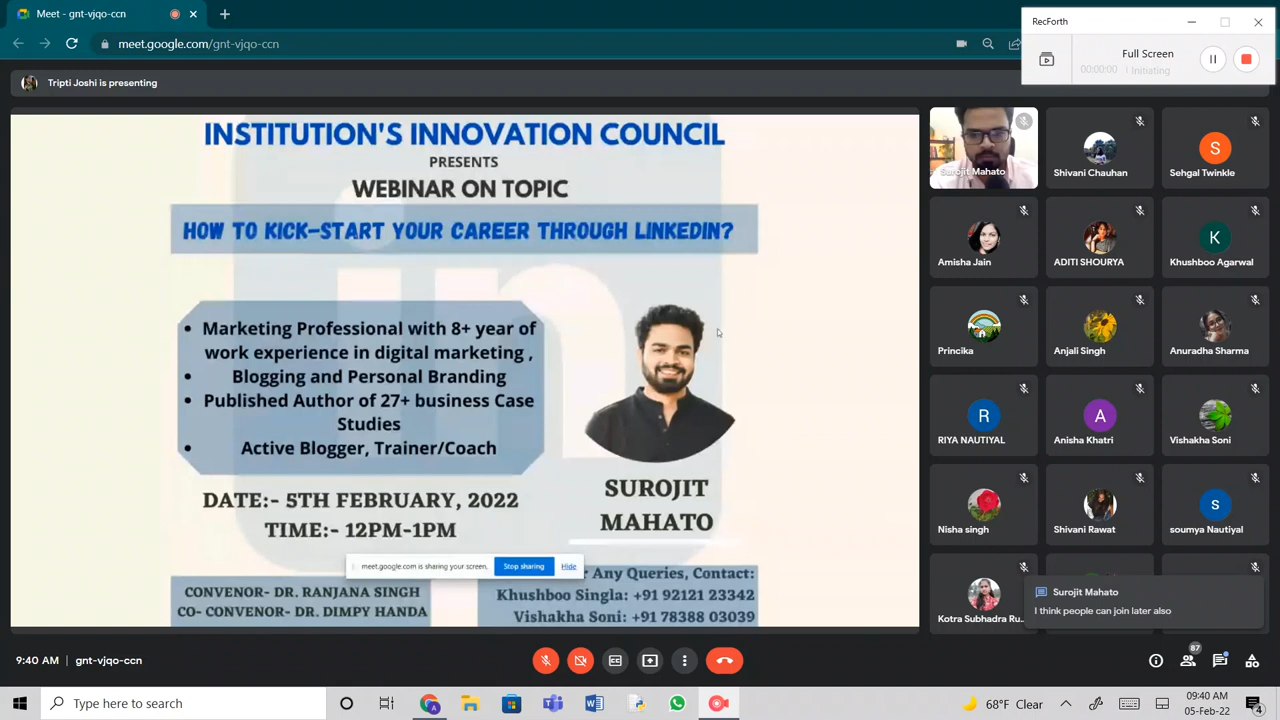 Meet - gnt-vjqo-ccn
meet.google.com/gnt-vjqo-ccn
RecForth
Full Screen
00:00:00
Initiating
Tripti Joshi is presenting
INSTITUTION'S INNOVATION COUNCIL
PRESENTS
WEBINAR ON TOPIC
HOW TO KICK-START YOUR CAREER THROUGH LINKEDIN?
in
Marketing Professional with 8+ year of
work experience in digital marketing ,
Blogging and Personal Branding
Published Author of 27+ business Case
Studies
Active Blogger, Trainer/Coach
DATE:- 5TH FEBRUARY, 2022
TIME:- 12PM-1PM
SUROJIT
MAHATO
meet.google.com is sharing your screen.
Stop sharing
Hide
CONVENOR- DR. RANJANA SINGH
CO- CONVENOR- DR. DIMPY HANDA
Any Queries, Contact:
Khushboo Singla: +91 92121 23342
Vishakha Soni: +91 78388 03039
Surojit Mahato
Shivani Chauhan
S
Sehgal Twinkle
Amisha Jain
ADITI SHOURYA
K
Khushboo Agarwal
Princika
Anjali Singh
Anuradha Sharma
R
RIYA NAUTIYAL
A
Anisha Khatri
Vishakha Soni
Nisha singh
Shivani Rawat
s
soumya Nautiyal
Kotra Subhadra Ru...
Surojit Mahato
I think people can join later also
9:40 AM | gnt-vjqo-ccn
87
Type here to search
68°F Clear
09:40 AM
05-Feb-22
4